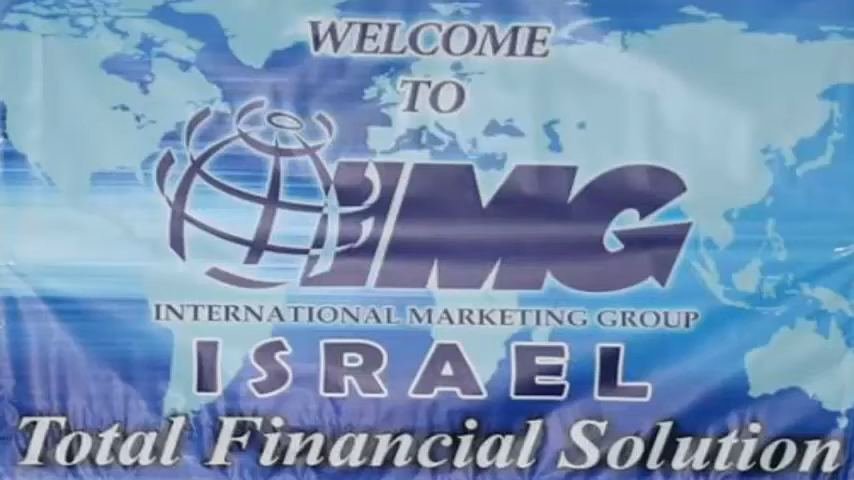 WELCOME
TO
IMG
INTERNATIONAL MARKETING GROUP
ISRAEL
Total Financial Solution